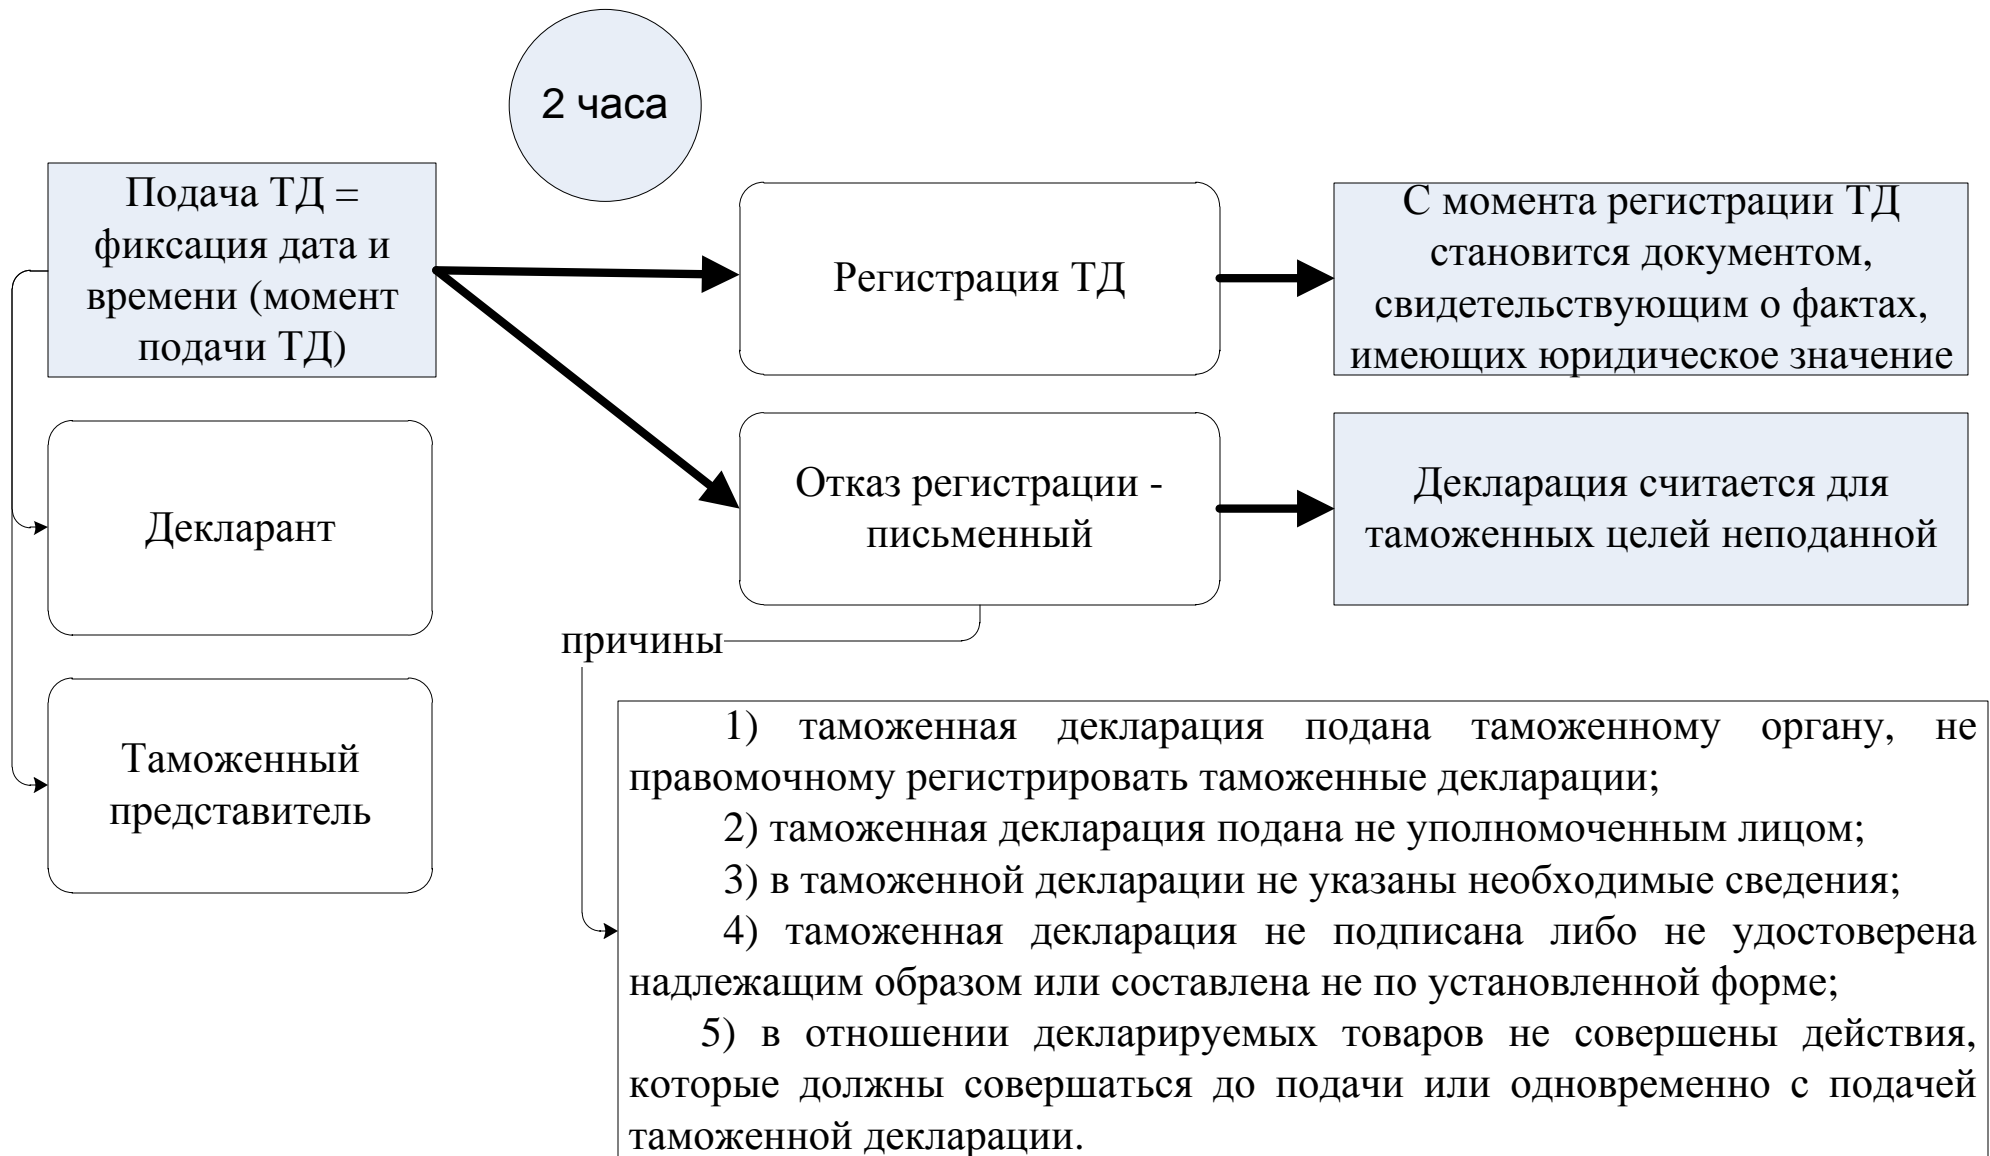 2 часа
Подача ТД =
фиксация дата и
времени (момент
подачи ТД)
Регистрация ТД
С момента регистрации ТД
становится документом,
свидетельствующим о фактах,
имеющих юридическое значение
Декларант
Отказ регистрации -
письменный
Декларация считается для
таможенных целей неподанной
причины
Таможенный
представитель
1) таможенная декларация подана таможенному органу, не
правомочному регистрировать таможенные декларации;
2) таможенная декларация подана не уполномоченным лицом;
3) в таможенной декларации не указаны необходимые сведения;
4) таможенная декларация не подписана либо не удостоверена
надлежащим образом или составлена не по установленной форме;
5) в отношении декларируемых товаров не совершены действия,
которые должны совершаться до подачи или одновременно с подачей
таможенной декларации.